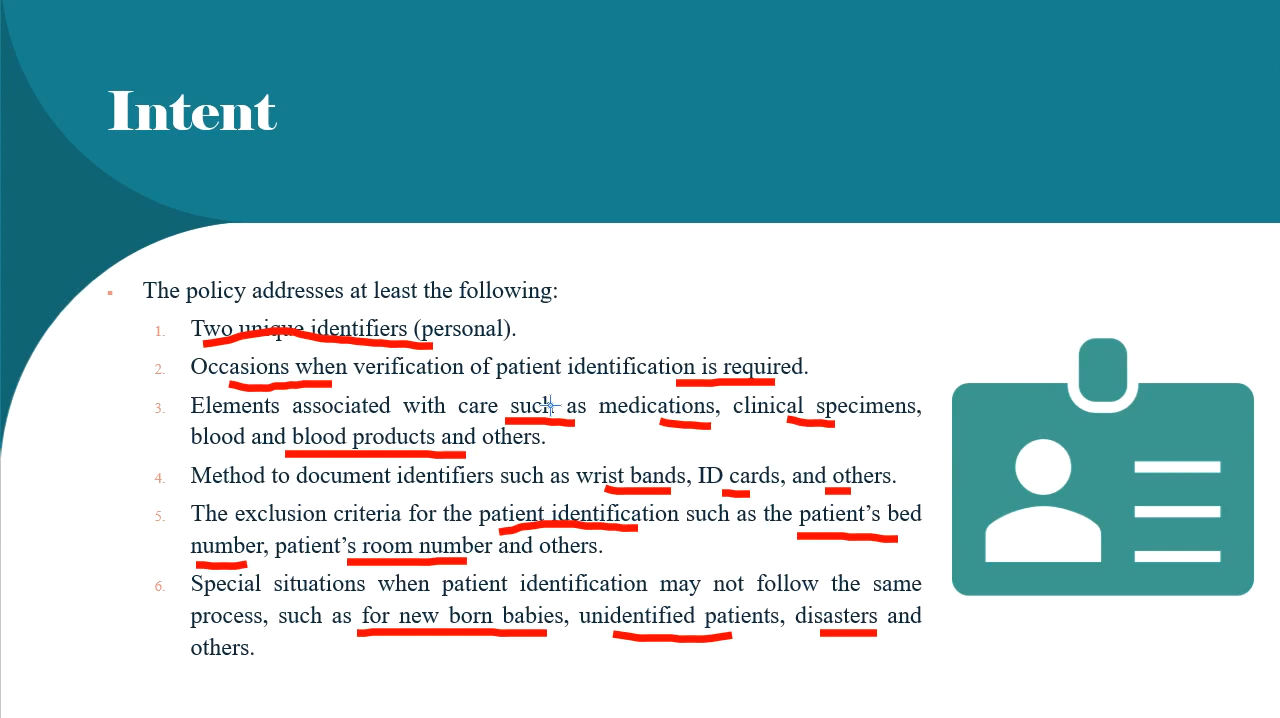 Intent
The policy addresses at least the following:
1. Two unique identifiers (personal).
2. Occasions when verification of patient identification is required.
3. Elements associated with care such as medications, clinical specimens,
blood and blood products and others.
4. Method to document identifiers such as wrist bands, ID cards, and others.
5. The exclusion criteria for the patient identification such as the patient’s bed
number, patient’s room number and others.
6. Special situations when patient identification may not follow the same
process, such as for new born babies, unidentified patients, disasters and
others.